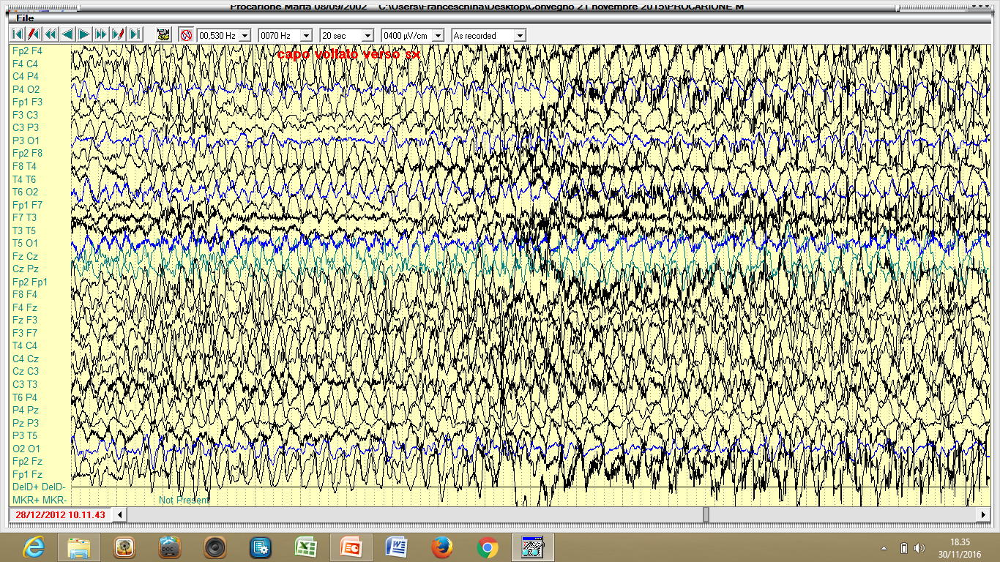 Procarione Marta 08/09/2002 C:\Users\Franceschina\Desktop\Convegno 21 novembre 2015\PROCARIONE M
File
00,530 Hz 0070 Hz 20 sec 0400 µV/cm As recorded
capo voltato verso sx
Fp2 F4
F4 C4
C4 P4
P4 O2
Fp1 F3
F3 C3
C3 P3
P3 O1
Fp2 F8
F8 T4
T4 T6
T6 O2
Fp1 F7
F7 T3
T3 T5
T5 O1
Fz Cz
Cz Pz
Fp2 Fp1
F8 F4
F4 Fz
Fz F3
F3 F7
T4 C4
C4 Cz
Cz C3
C3 T3
T6 P4
P4 Pz
Pz P3
P3 T5
O2 O1
Fp2 Fz
Fp1 Fz
DelD+ DelD-
MKR+ MKR- Not Present
28/12/2012 10.11.43
DOC
18.35
30/11/2016